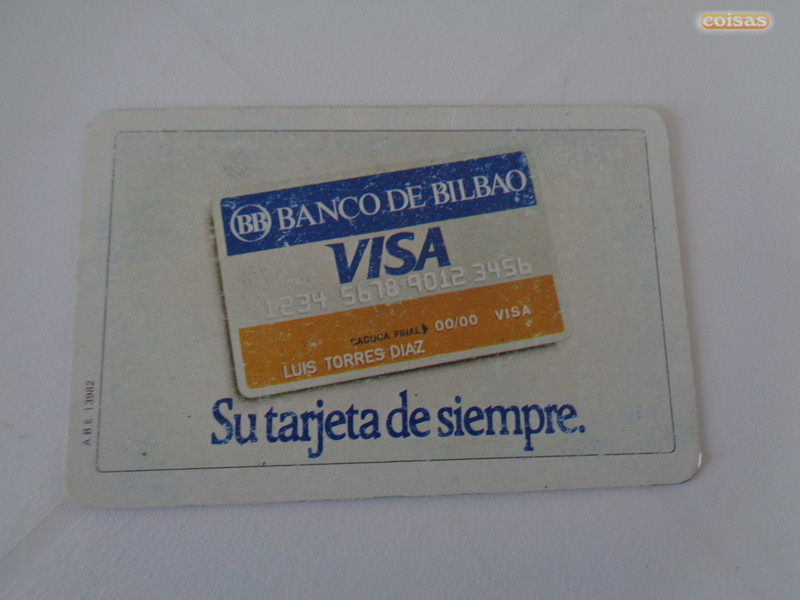 coisas
BB BANCO DE BILBAO
VISA
1234 5678 9012 3456
CADUCA FINAL 00/00 VISA
LUIS TORRES DIAZ
Su tarjeta de siempre.
A.B.E. 13982